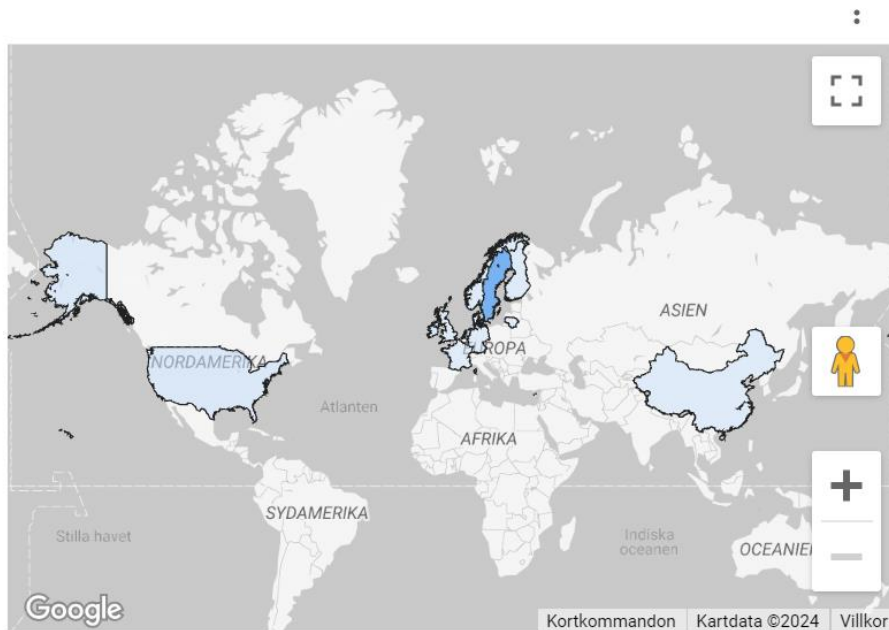 NORDAMERIKA
EUROPA
ASIEN
Atlanten
AFRIKA
SYDAMERIKA
Stilla havet
Indiska
oceanen
OCEANIEN
Google
Kortkommandon
Kartdata ©2024
Villkor